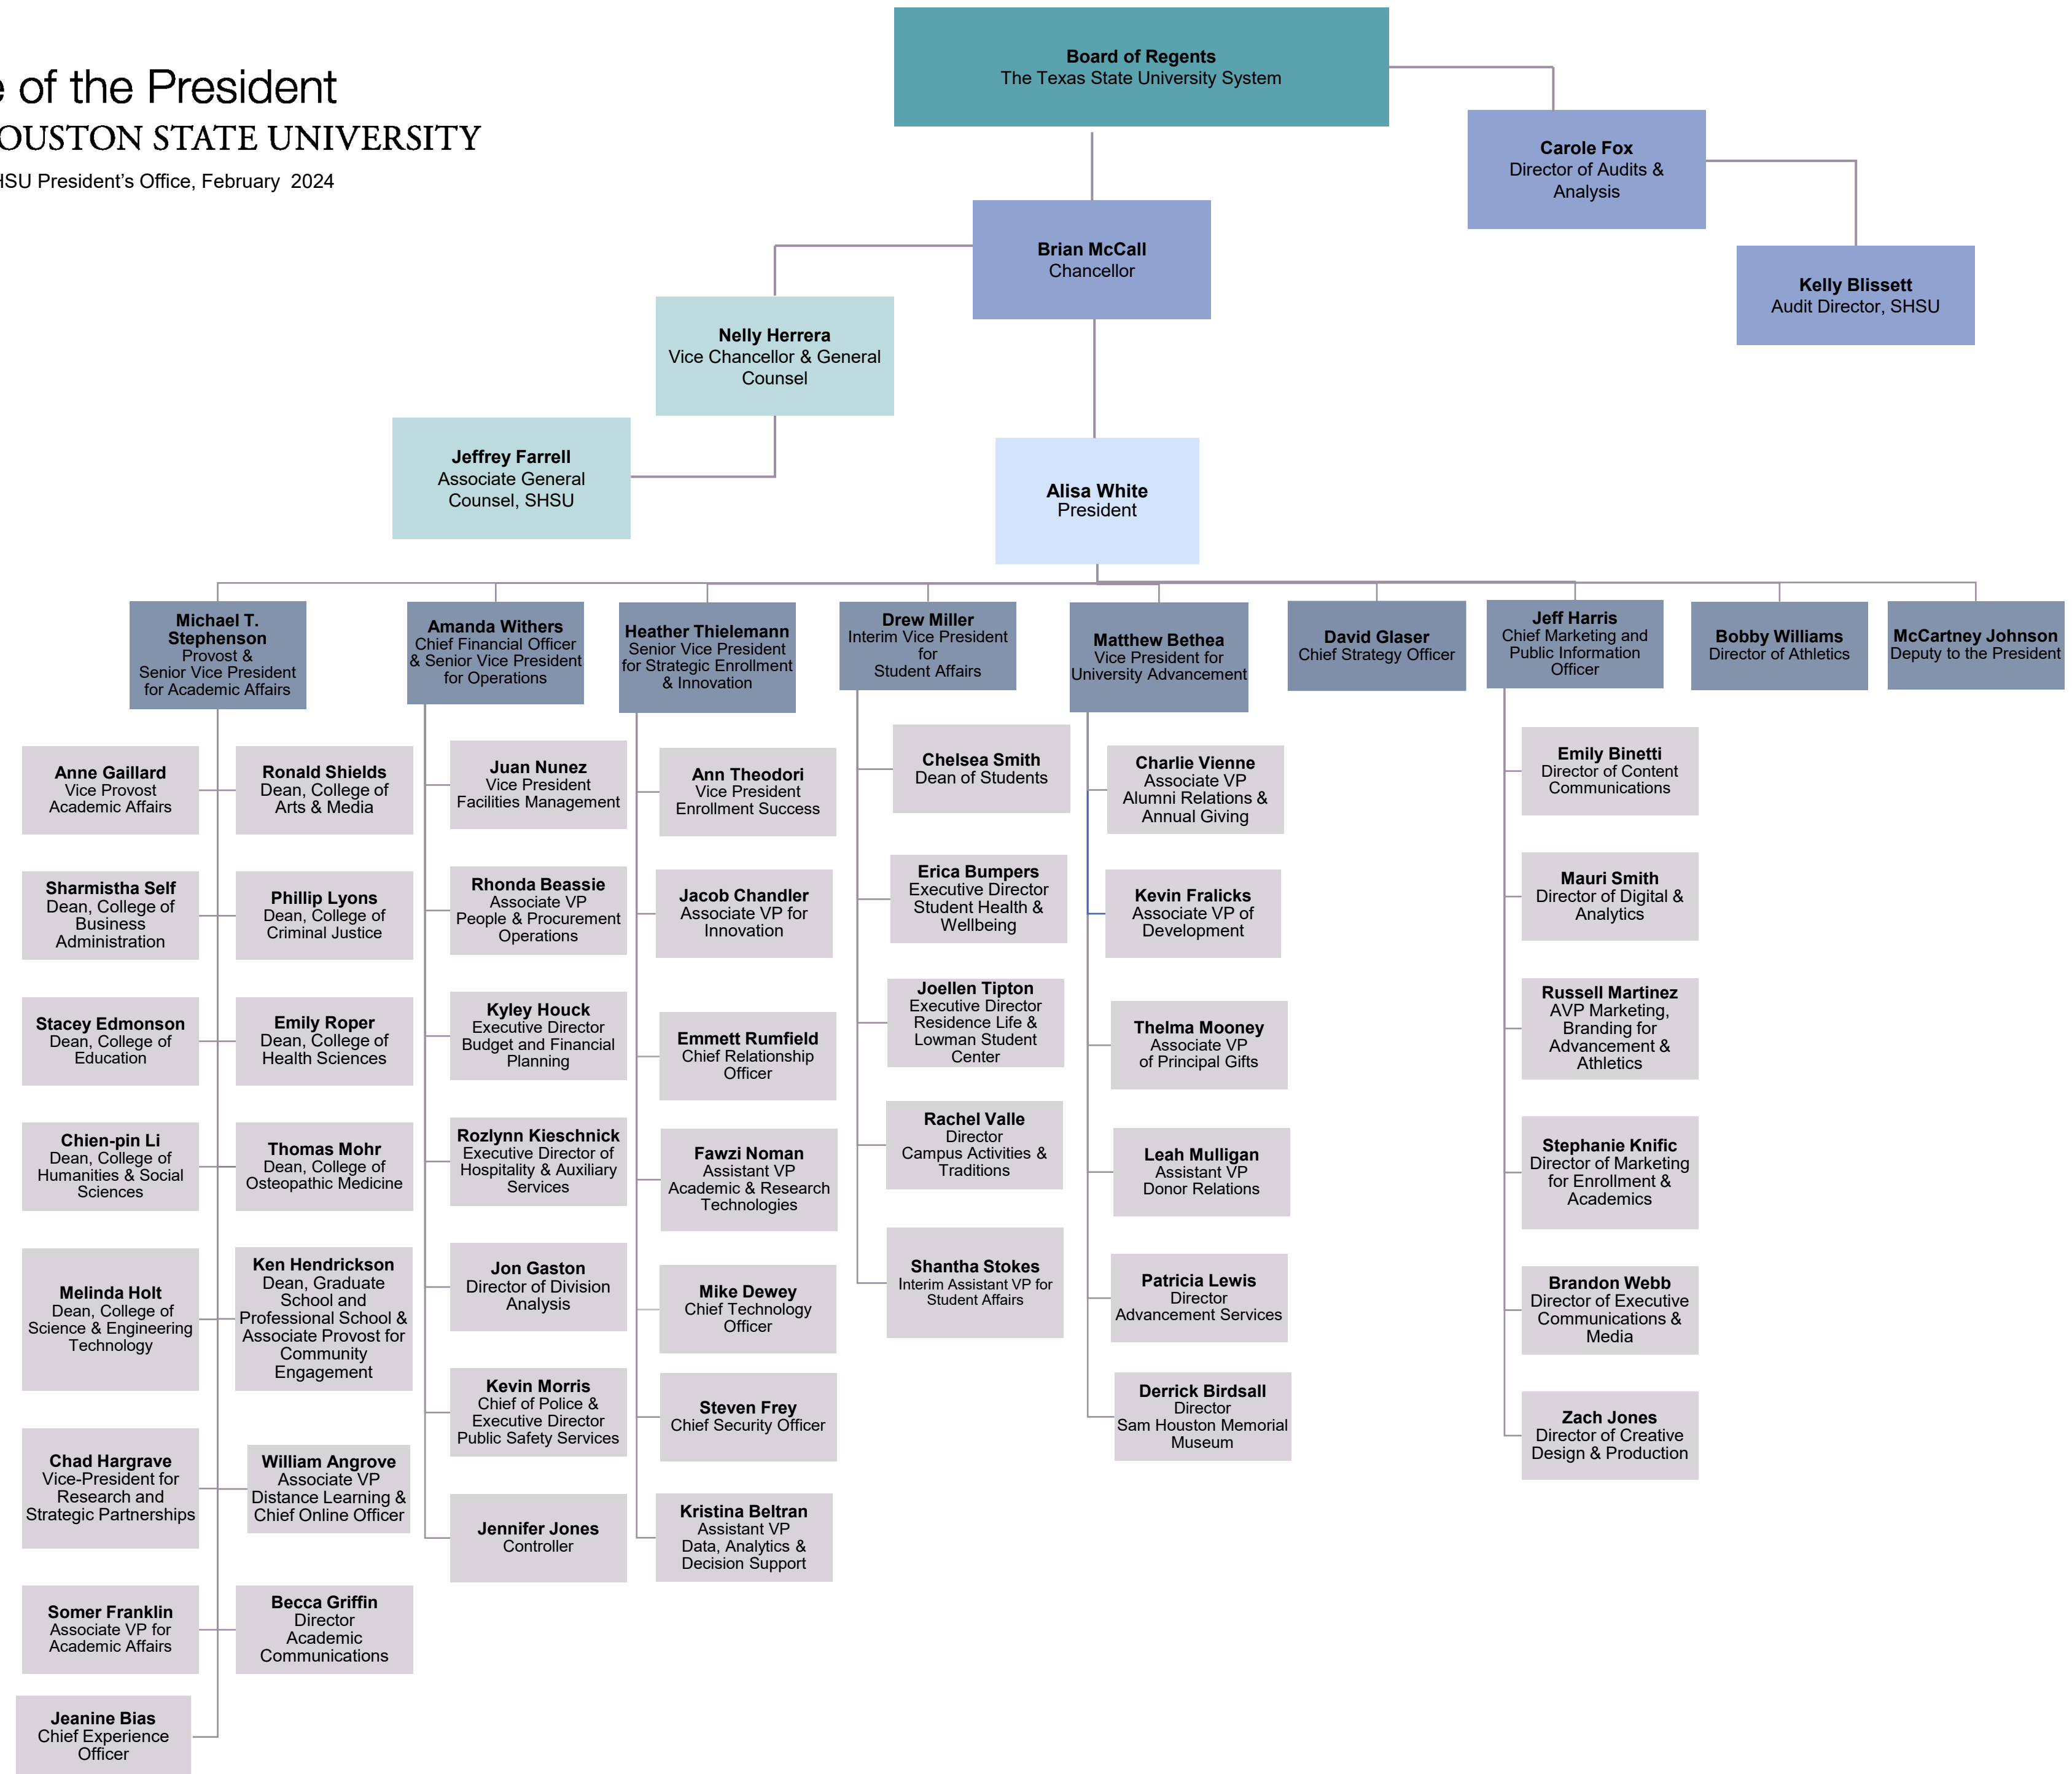 Board of Regents
The Texas State University System
of the President
OUSTON STATE UNIVERSITY
HSU President's Office, February 2024
Carole Fox
Director of Audits &
Analysis
Brian McCall
Chancellor
Kelly Blissett
Audit Director, SHSU
Nelly Herrera
Vice Chancellor & General
Counsel
Jeffrey Farrell
Associate General
Counsel, SHSU
Alisa White
President
Michael T.
Stephenson
Provost &
Senior Vice President
for Academic Affairs
Amanda Withers
Chief Financial Officer
& Senior Vice President
for Operations
Heather Thielemann
Senior Vice President
for Strategic Enrollment
& Innovation
Drew Miller
Interim Vice President
for
Student Affairs
Matthew Bethea
Vice President for
University Advancement
David Glaser
Chief Strategy Officer
Jeff Harris
Chief Marketing and
Public Information
Officer
Bobby Williams
Director of Athletics
McCartney Johnson
Deputy to the President
Anne Gaillard
Vice Provost
Academic Affairs
Ronald Shields
Dean, College of
Arts & Media
Sharmistha Self
Dean, College of
Business
Administration
Phillip Lyons
Dean, College of
Criminal Justice
Stacey Edmonson
Dean, College of
Education
Emily Roper
Dean, College of
Health Sciences
Chien-pin Li
Dean, College of
Humanities & Social
Sciences
Thomas Mohr
Dean, College of
Osteopathic Medicine
Melinda Holt
Dean, College of
Science & Engineering
Technology
Ken Hendrickson
Dean, Graduate
School and
Professional School &
Associate Provost for
Community
Engagement
Chad Hargrave
Vice-President for
Research and
Strategic Partnerships
William Angrove
Associate VP
Distance Learning &
Chief Online Officer
Somer Franklin
Associate VP for
Academic Affairs
Becca Griffin
Director
Academic
Communications
Jeanine Bias
Chief Experience
Officer
Juan Nunez
Vice President
Facilities Management
Rhonda Beassie
Associate VP
People & Procurement
Operations
Kyley Houck
Executive Director
Budget and Financial
Planning
Rozlynn Kieschnick
Executive Director of
Hospitality & Auxiliary
Services
Jon Gaston
Director of Division
Analysis
Kevin Morris
Chief of Police &
Executive Director
Public Safety Services
Jennifer Jones
Controller
Ann Theodori
Vice President
Enrollment Success
Jacob Chandler
Associate VP for
Innovation
Emmett Rumfield
Chief Relationship
Officer
Fawzi Noman
Assistant VP
Academic & Research
Technologies
Mike Dewey
Chief Technology
Officer
Steven Frey
Chief Security Officer
Kristina Beltran
Assistant VP
Data, Analytics &
Decision Support
Chelsea Smith
Dean of Students
Erica Bumpers
Executive Director
Student Health &
Wellbeing
Joellen Tipton
Executive Director
Residence Life &
Lowman Student
Center
Rachel Valle
Director
Campus Activities &
Traditions
Shantha Stokes
Interim Assistant VP for
Student Affairs
Charlie Vienne
Associate VP
Alumni Relations &
Annual Giving
Kevin Fralicks
Associate VP of
Development
Thelma Mooney
Associate VP
of Principal Gifts
Leah Mulligan
Assistant VP
Donor Relations
Patricia Lewis
Director
Advancement Services
Derrick Birdsall
Director
Sam Houston Memorial
Museum
Emily Binetti
Director of Content
Communications
Mauri Smith
Director of Digital &
Analytics
Russell Martinez
AVP Marketing,
Branding for
Advancement &
Athletics
Stephanie Knific
Director of Marketing
for Enrollment &
Academics
Brandon Webb
Director of Executive
Communications &
Media
Zach Jones
Director of Creative
Design & Production